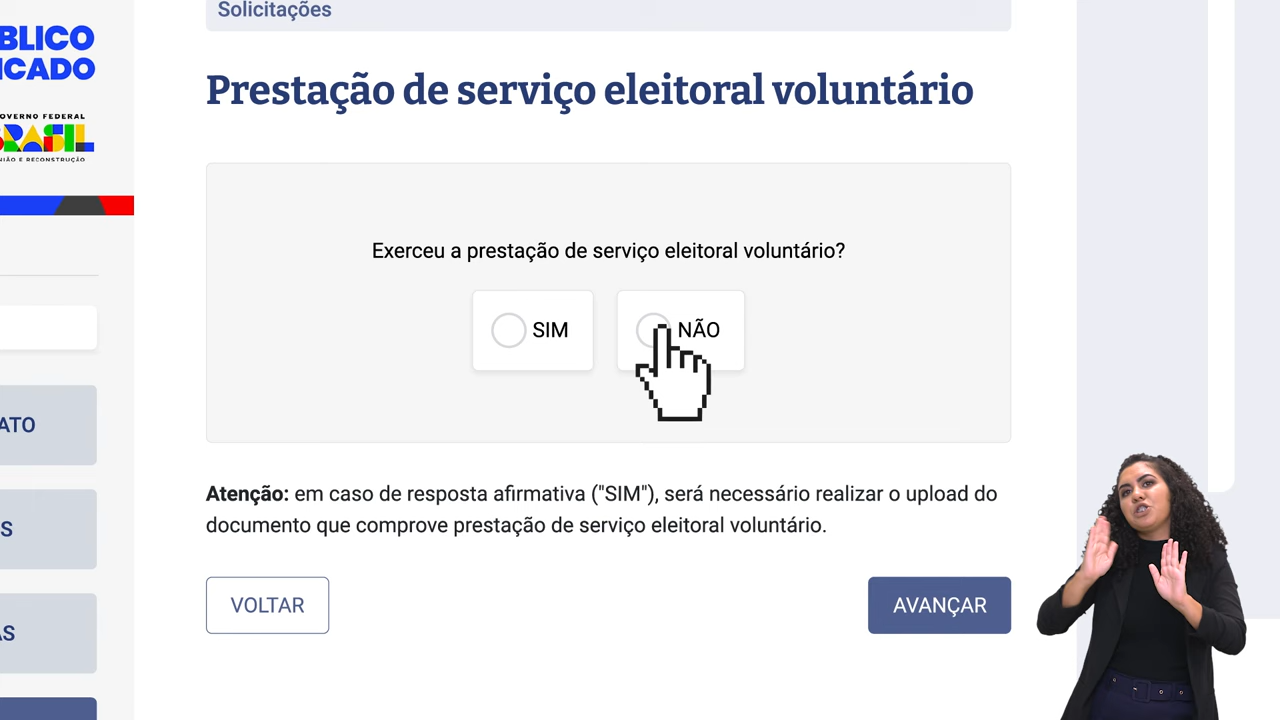 Solicitações
BLICO
ICADO
OVERNO FEDERAL
BRASIL
NIÃO E RECONSTRUÇÃO
Prestação de serviço eleitoral voluntário
Exerceu a prestação de serviço eleitoral voluntário?
SIM
NÃO
ATO
S
AS
Atenção: em caso de resposta afirmativa ("SIM"), será necessário realizar o upload do
documento que comprove prestação de serviço eleitoral voluntário.
VOLTAR
AVANÇAR